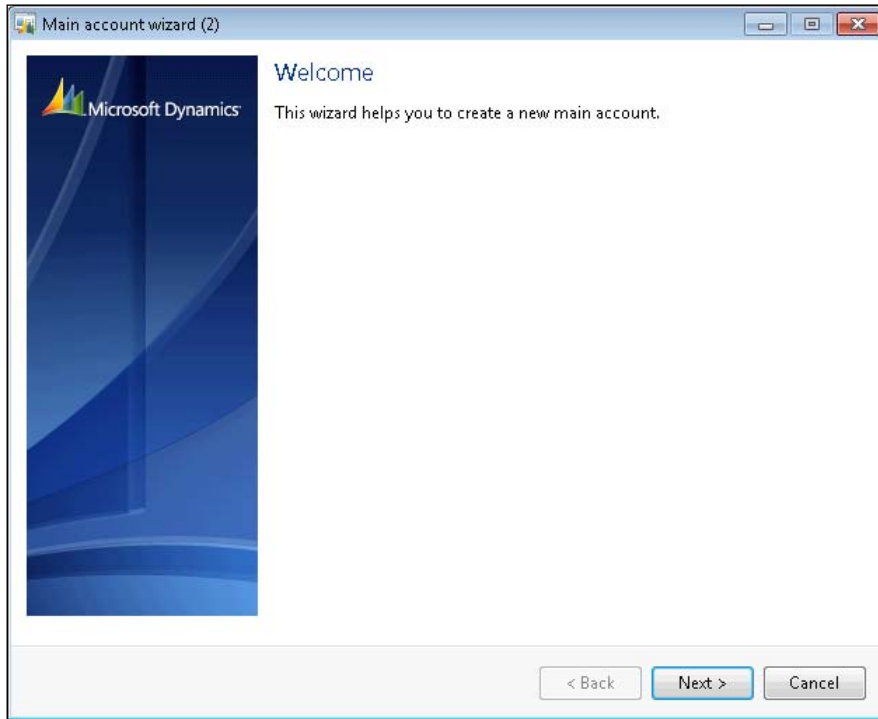 Main account wizard (2)
Microsoft Dynamics
Welcome
This wizard helps you to create a new main account.
< Back
Next >
Cancel